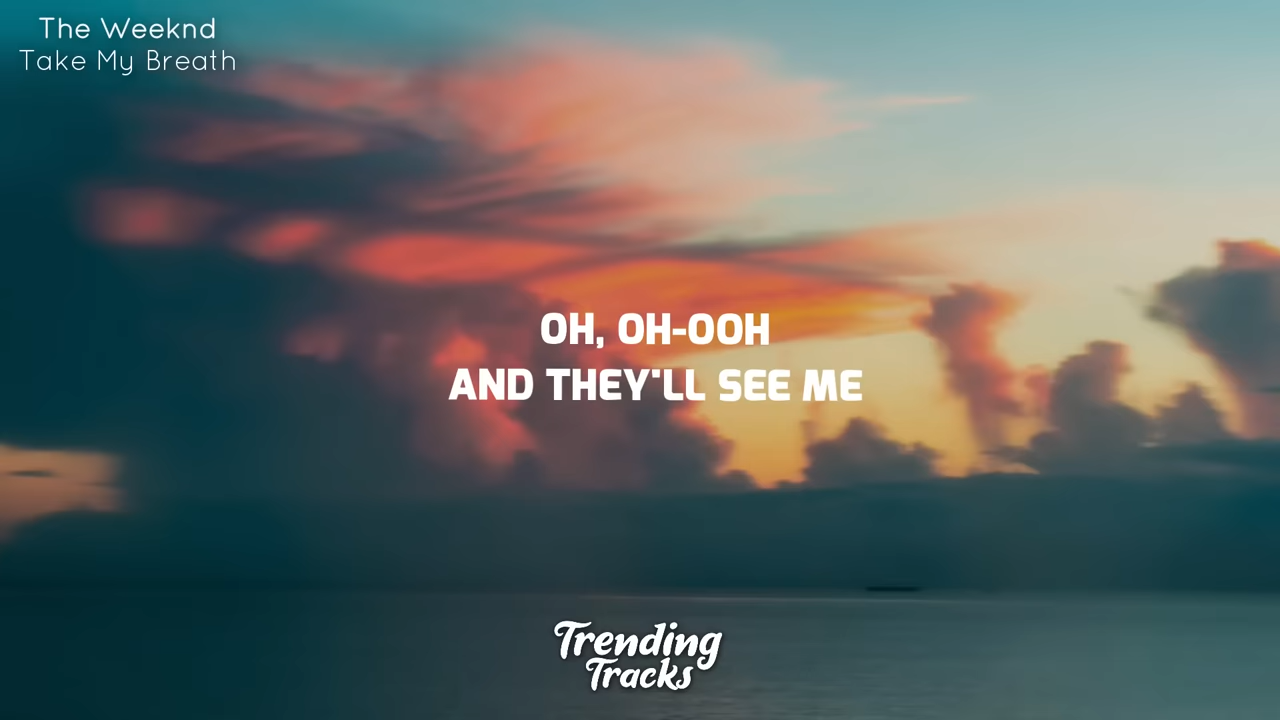 The Weeknd
Take My Breath
OH, OH-OOH
AND THEY'LL SEE ME
Trending
Tracks